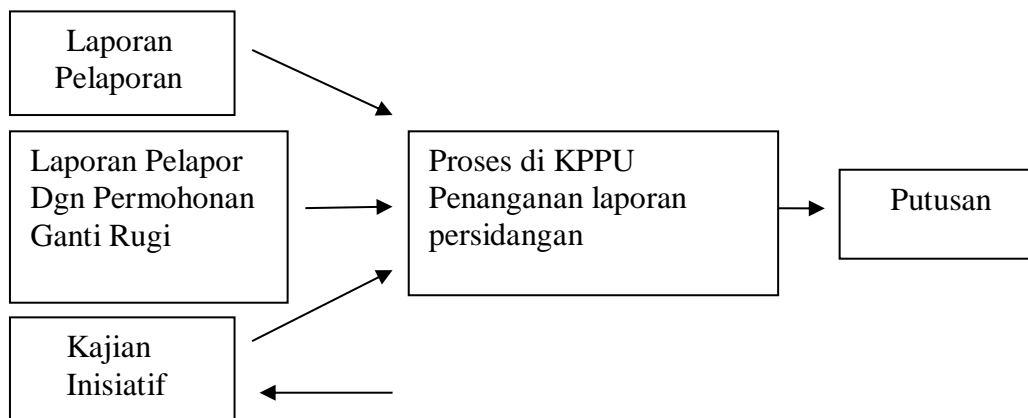 Laporan
Pelaporan
Laporan Pelapor
Dgn Permohonan
Ganti Rugi
Kajian
Inisiatif
Proses di KPPU
Penanganan laporan
persidangan
Putusan